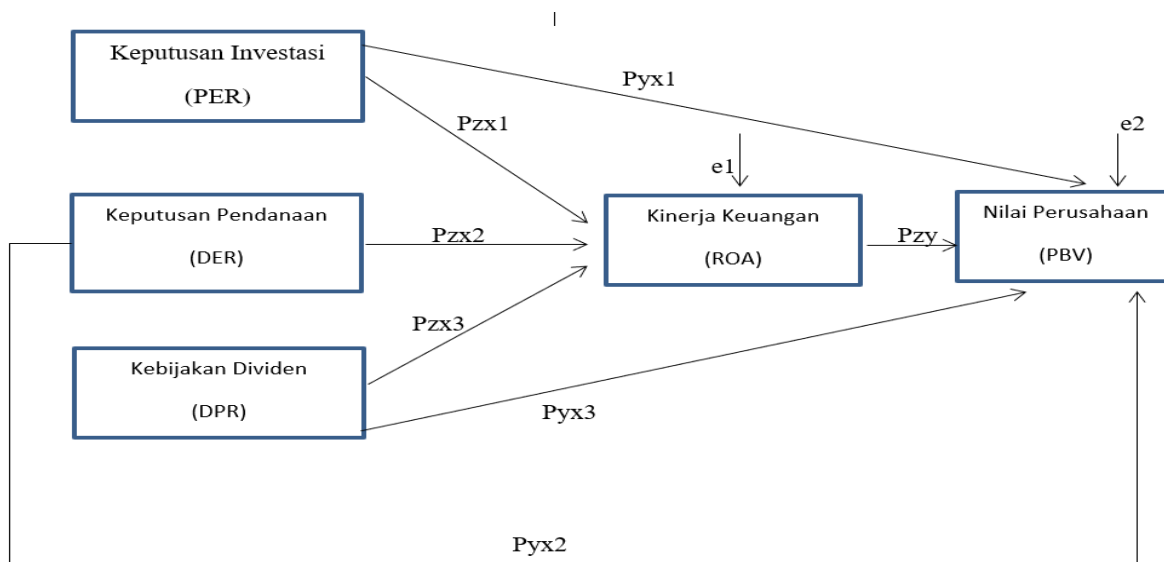 Keputusan Investasi
(PER)
Pyx1
Pzx1
e1
e2
Keputusan Pendanaan
(DER)
Pzx2
Kinerja Keuangan
(ROA)
Pzy
Nilai Perusahaan
(PBV)
Pzx3
Kebijakan Dividen
(DPR)
Pyx3
Pyx2